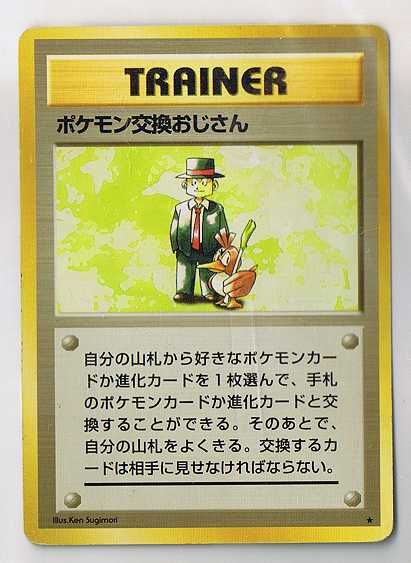 TRAINER
ポケモン交換おじさん
自分の山札から好きなポケモンカー
ドか進化カードを1枚選んで、手札
のポケモンカードか進化カードと交
換することができる。そのあとで、
自分の山札をよくきる。交換するカ
ードは相手に見せなければならない。
Illus.Ken Sugimori
★